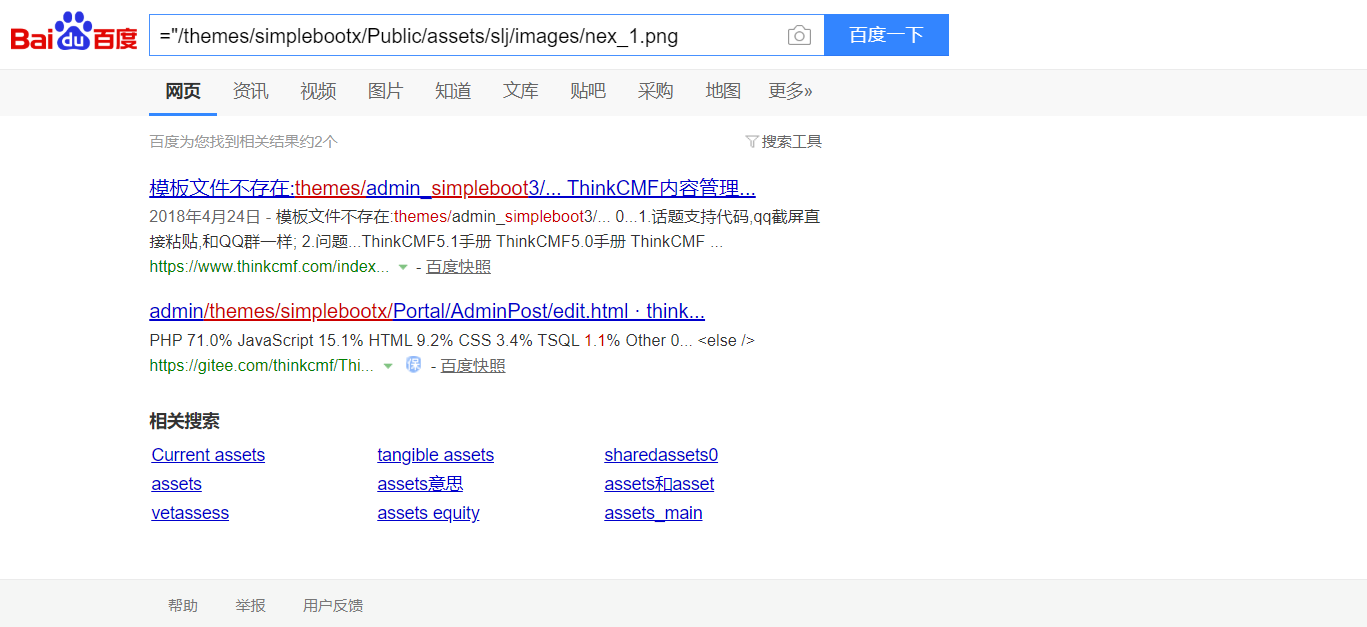 Bai du 百度 ="/themes/simplebootx/Public/assets/slj/images/nex_1.png 百度一下
网页 资讯 视频 图片 知道 文库 贴吧 采购 地图 更多»
百度为您找到相关结果约2个 搜索工具
模板文件不存在:themes/admin_simpleboot3/... ThinkCMF内容管理...
2018年4月24日 - 模板文件不存在:themes/admin_simpleboot3/... 0...1.话题支持代码,qq截屏直
接粘贴,和QQ群一样; 2.问题...ThinkCMF5.1手册 ThinkCMF5.0手册 ThinkCMF ...
https://www.thinkcmf.com/index... - 百度快照
admin/themes/simplebootx/Portal/AdminPost/edit.html · think...
PHP 71.0% JavaScript 15.1% HTML 9.2% CSS 3.4% TSQL 1.1% Other 0... <else />
https://gitee.com/thinkcmf/Thi... 保 - 百度快照
相关搜索
Current assets tangible assets sharedassets0
assets assets意思 assets和asset
vetassess assets equity assets_main
帮助 举报 用户反馈